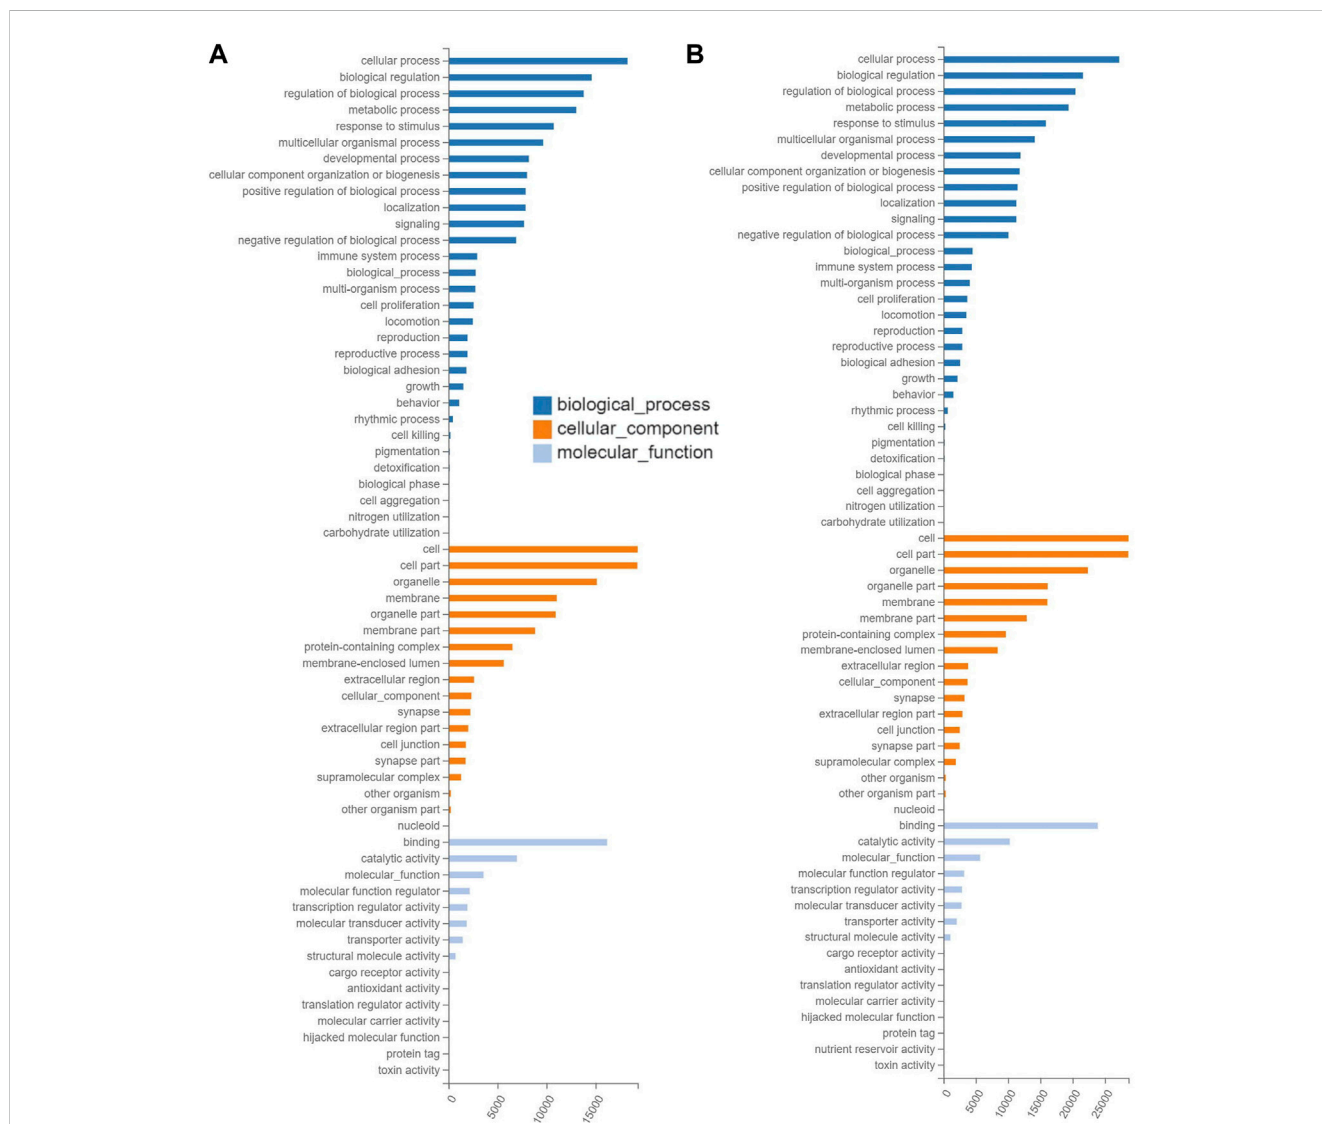 A
cellular process
biological regulation
regulation of biological process
metabolic process
response to stimulus
multicellular organismal process
developmental process
cellular component organization or biogenesis
positive regulation of biological process
localization
signaling
negative regulation of biological process
immune system process
biological_process
multi-organism process
cell proliferation
locomotion
reproduction
reproductive process
biological adhesion
growth
behavior
rhythmic process
cell killing
pigmentation
detoxification
biological phase
cell aggregation
nitrogen utilization
carbohydrate utilization
cell
cell part
organelle
membrane
organelle part
membrane part
protein-containing complex
membrane-enclosed lumen
extracellular region
cellular_component
synapse
extracellular region part
cell junction
synapse part
supramolecular complex
other organism
other organism part
nucleoid
binding
catalytic activity
molecular_function
molecular function regulator
transcription regulator activity
molecular transducer activity
transporter activity
structural molecule activity
cargo receptor activity
antioxidant activity
translation regulator activity
molecular carrier activity
hijacked molecular function
protein tag
toxin activity
0
5000
10000
15000
biological_process
cellular_component
molecular_function
B
cellular process
biological regulation
regulation of biological process
metabolic process
response to stimulus
multicellular organismal process
developmental process
cellular component organization or biogenesis
positive regulation of biological process
localization
signaling
negative regulation of biological process
biological_process
immune system process
multi-organism process
cell proliferation
locomotion
reproduction
reproductive process
biological adhesion
growth
behavior
rhythmic process
cell killing
pigmentation
detoxification
biological phase
cell aggregation
nitrogen utilization
carbohydrate utilization
cell
cell part
organelle
organelle part
membrane
membrane part
protein-containing complex
membrane-enclosed lumen
extracellular region
cellular_component
synapse
extracellular region part
cell junction
synapse part
supramolecular complex
other organism
other organism part
nucleoid
binding
catalytic activity
molecular_function
molecular function regulator
transcription regulator activity
molecular transducer activity
transporter activity
structural molecule activity
cargo receptor activity
antioxidant activity
translation regulator activity
molecular carrier activity
hijacked molecular function
protein tag
nutrient reservoir activity
toxin activity
0
5000
10000
15000
20000
25000